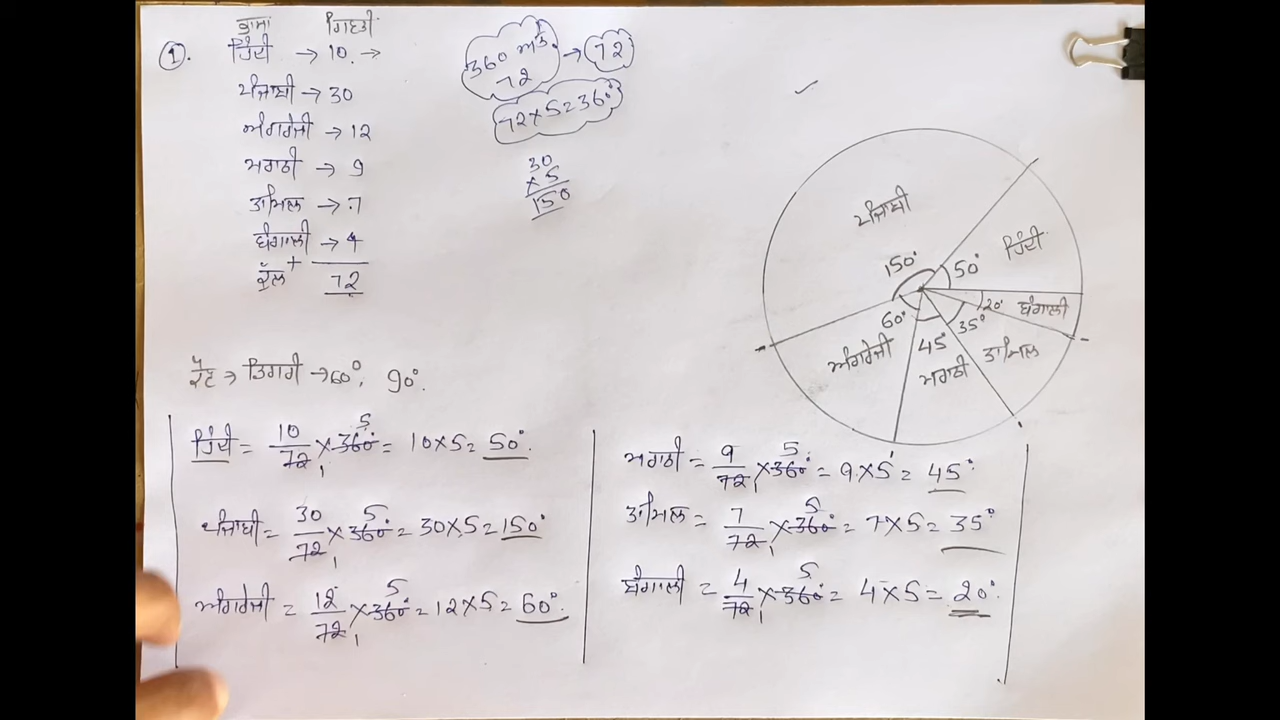 ਭਾਸ਼ਾ ਗਿਣਤੀ
1. ਹਿੰਦੀ → 10. →
ਪੰਜਾਬੀ → 30
ਅੰਗਰੇਜੀ → 12
ਮਰਾਠੀ → 9
ਤਾਮਿਲ → 7
ਬੰਗਾਲੀ → 4
ਕੁੱਲ + 72
360 ਅਤੇ 72 → 72
72×5=360°
30
×5
150
ਪੰਜਾਬੀ
ਹਿੰਦੀ
150° 50°
20° ਬੰਗਾਲੀ
60° 35°
ਅੰਗਰੇਜੀ 45° ਤਾਮਿਲ
ਮਰਾਠੀ
ਕੋਣ → ਡਿਗਰੀ → 60°, 90°.
ਹਿੰਦੀ = 10/72 × 360° = 10×5= 50°.
ਪੰਜਾਬੀ = 30/72 × 360° = 30×5= 150°
ਅੰਗਰੇਜੀ = 12/72 × 360° = 12×5= 60°.
ਮਰਾਠੀ = 9/72 × 360° = 9×5= 45°
ਤਾਮਿਲ = 7/72 × 360° = 7×5= 35°
ਬੰਗਾਲੀ = 4/72 × 360° = 4×5= 20°.